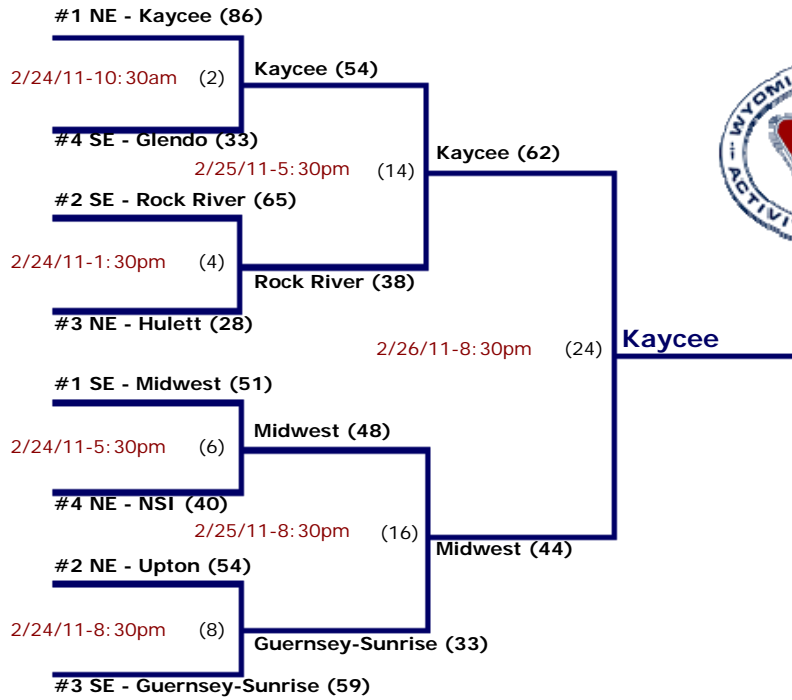 #1 NE - Kaycee (86)
2/24/11-10:30am (2)
Kaycee (54)
#4 SE - Glendo (33)
2/25/11-5:30pm (14)
Kaycee (62)
#2 SE - Rock River (65)
2/24/11-1:30pm (4)
Rock River (38)
#3 NE - Hulett (28)
2/26/11-8:30pm (24)
Kaycee
#1 SE - Midwest (51)
2/24/11-5:30pm (6)
Midwest (48)
#4 NE - NSI (40)
2/25/11-8:30pm (16)
Midwest (44)
#2 NE - Upton (54)
2/24/11-8:30pm (8)
Guernsey-Sunrise (33)
#3 SE - Guernsey-Sunrise (59)